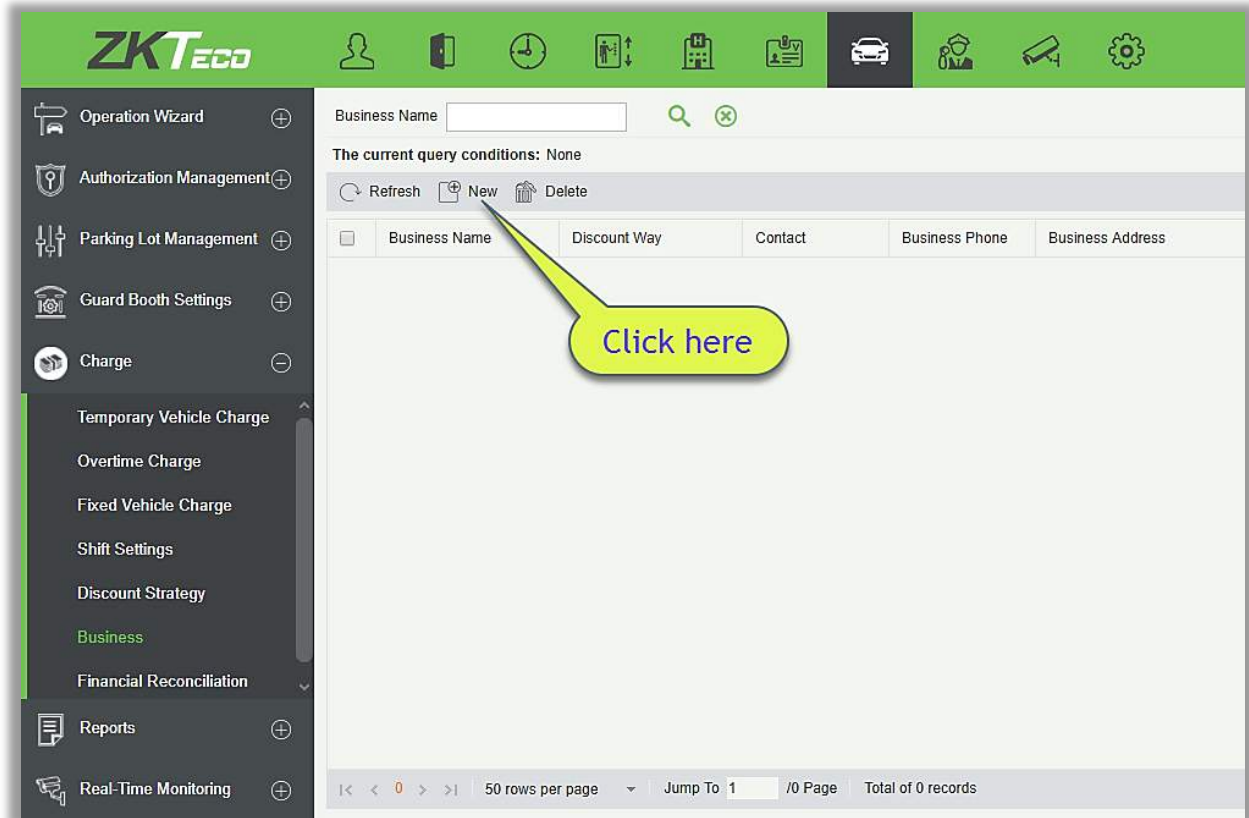 ZKTECO
Operation Wizard
Authorization Management
Parking Lot Management
Guard Booth Settings
Charge
Temporary Vehicle Charge
Overtime Charge
Fixed Vehicle Charge
Shift Settings
Discount Strategy
Business
Financial Reconciliation
Reports
Real-Time Monitoring
Business Name
The current query conditions: None
Refresh New Delete
Business Name Discount Way Contact Business Phone Business Address
Click here
|< < 0 > >| 50 rows per page Jump To 1 /0 Page Total of 0 records